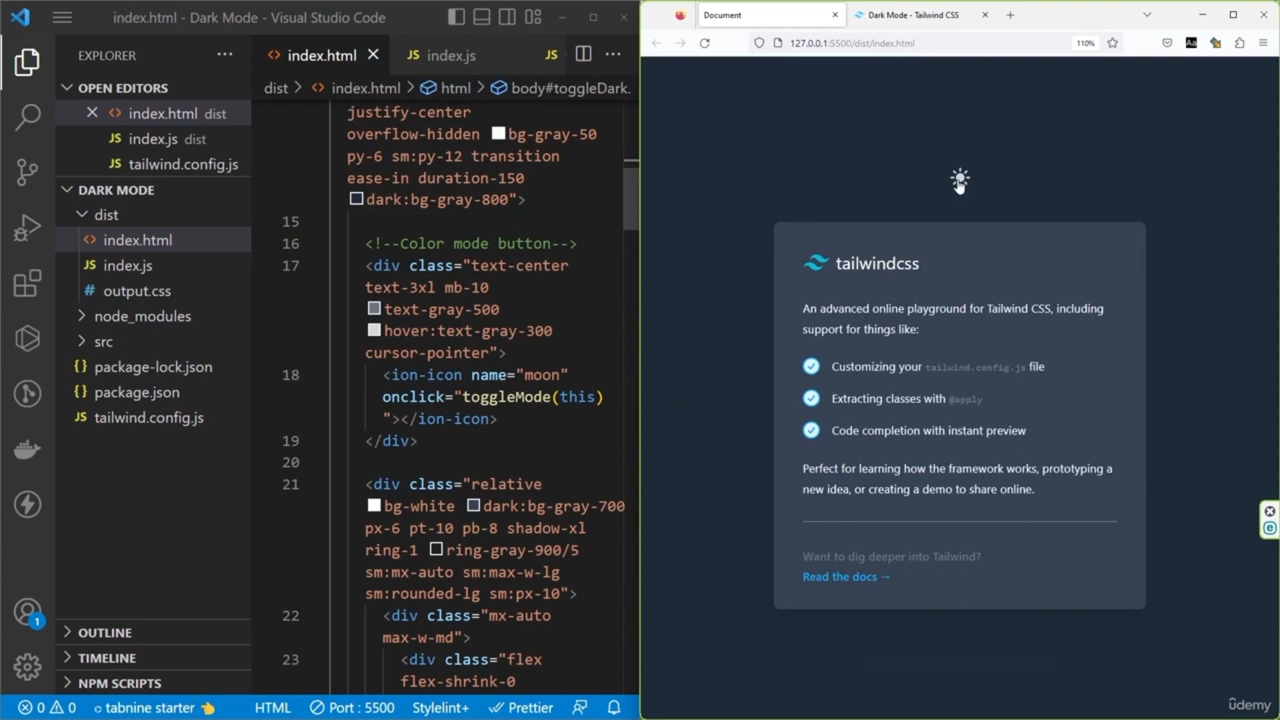 index.html - Dark Mode - Visual Studio Code
EXPLORER
OPEN EDITORS
index.html dist
JS index.js dist
JS tailwind.config.js
DARK MODE
dist
index.html
JS index.js
# output.css
node_modules
src
{} package-lock.json
{} package.json
JS tailwind.config.js
OUTLINE
TIMELINE
NPM SCRIPTS
1
index.html
JS index.js
JS
dist > index.html > html > body#toggleDark.
justify-center
overflow-hidden bg-gray-50
py-6 sm:py-12 transition
ease-in duration-150
dark:bg-gray-800">
15
16 <!--Color mode button-->
17 <div class="text-center
text-3xl mb-10
text-gray-500
hover:text-gray-300
cursor-pointer">
18 <ion-icon name="moon"
onclick="toggleMode(this)
"></ion-icon>
19 </div>
20
21 <div class="relative
bg-white dark:bg-gray-700
px-6 pt-10 pb-8 shadow-xl
ring-1 ring-gray-900/5
sm:mx-auto sm:max-w-lg
sm:rounded-lg sm:px-10">
22 <div class="mx-auto
max-w-md">
23 <div class="flex
flex-shrink-0
0 0 tabnine starter 👈 HTML Port : 5500 Stylelint+ Prettier
Document
Dark Mode - Tailwind CSS
127.0.0.1:5500/dist/index.html
110%
Aa
tailwindcss
An advanced online playground for Tailwind CSS, including
support for things like:
Customizing your tailwind.config.js file
Extracting classes with @apply
Code completion with instant preview
Perfect for learning how the framework works, prototyping a
new idea, or creating a demo to share online.
Want to dig deeper into Tailwind?
Read the docs →
e
ûdemy